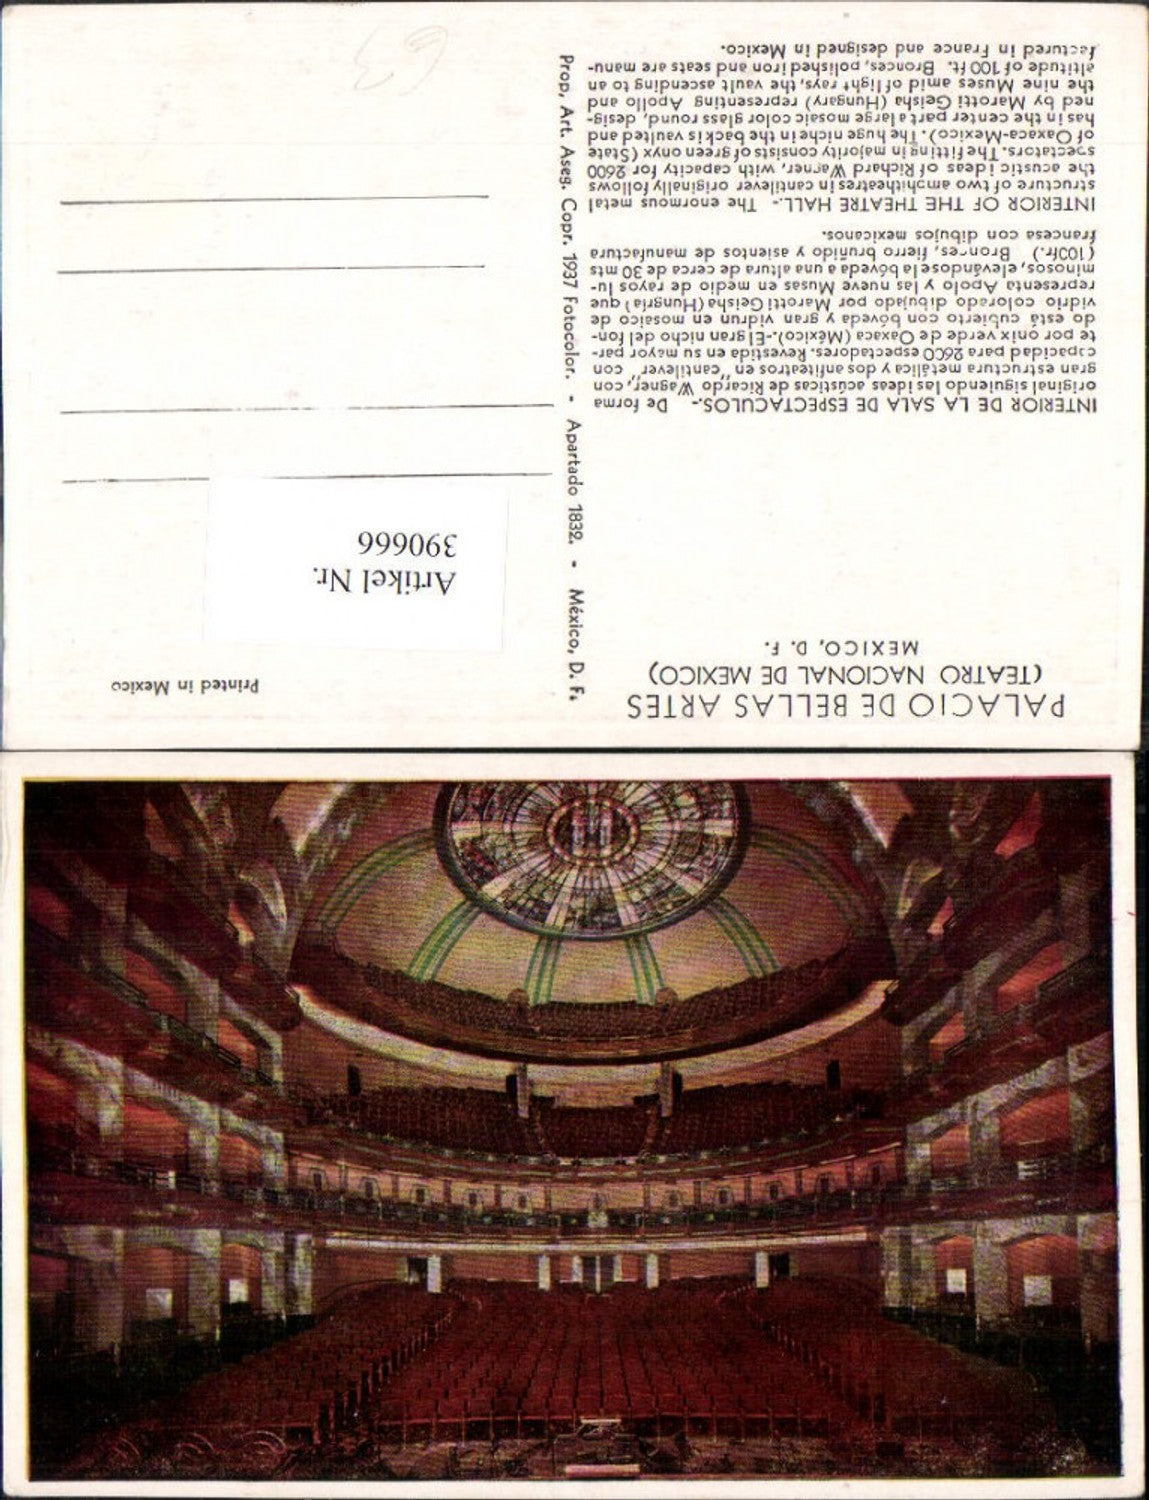 PALACIO DE BELLAS ARTES
(TEATRO NACIONAL DE MEXICO)
MEXICO, D. F.
INTERIOR DE LA SALA DE ESPECTACULOS.- De forma
original siguiendo las ideas acústicas de Ricardo Wagner, con
gran estructura metálica y dos anfiteatros en "cantilever" con
capacidad para 2600 espectadores. Revestida en su mayor par-
te por onix verde de Oaxaca (México).-El gran nicho del fon-
do está cubierto con bóveda y gran vidrun en mosaico de
vidrio colorado dibujado por Marotti Geisha (Hungría) que
representa Apolo y las nueve Musas en medio de rayos lu-
minosos, elevándose la bóveda a una altura de cerca de 30 mts
(100fr.) Bronces, fierro bruñido y asientos de manufactura
francesa con dibujos mexicanos.
INTERIOR OF THE THEATRE HALL.- The enormous metal
structure of two amphitheatres in cantilever originally follows
the acustic ideas of Richard Wagner, with capacity for 2600
spectators. The fitting in majority consists of green onyx (State
of Oaxaca-Mexico). The huge niche in the back is vaulted and
has in the center part a large mosaic color glass round, desig-
ned by Marotti Geisha (Hungary) representing Apollo and
the nine Muses amid of light rays, the vault ascending to an
altitude of 100 ft. Bronces, polished iron and seats are manu-
factured in France and designed in Mexico.
Prop, Art. Aseg. Copr. 1937 Fotocolor. - Apartado 1832. - México, D. F.
Printed in Mexico
Artikel Nr.
390666
63